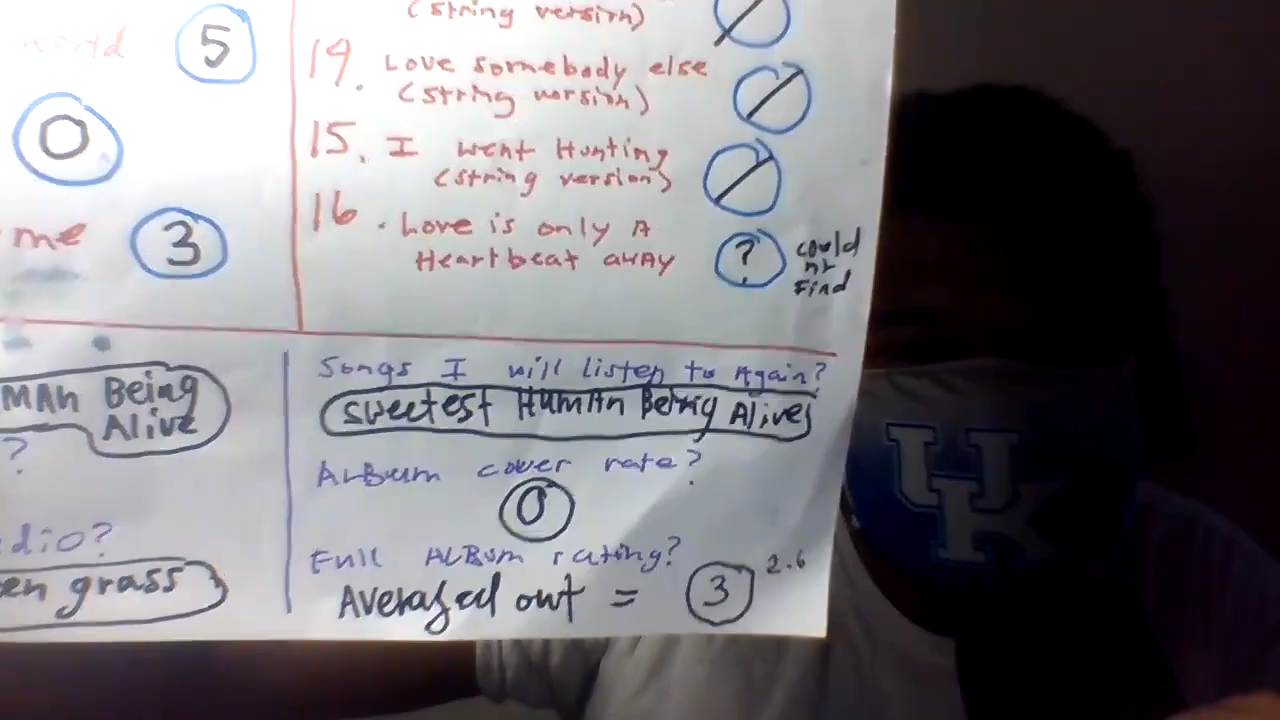 world 5
0
me 3
(string version)
14. Love somebody else
(string version)
15. I went Hunting
(string version)
16. Love is only A
Heartbeat away
?
could
nt
Find
MAn Being
Alive
?
dio?
en grass
Songs I will listen to Again?
Sweetest HumAn Being Alive
ALBum cover rate?
0
Full ALBum rating?
Averaged out = 3 2.6
UK